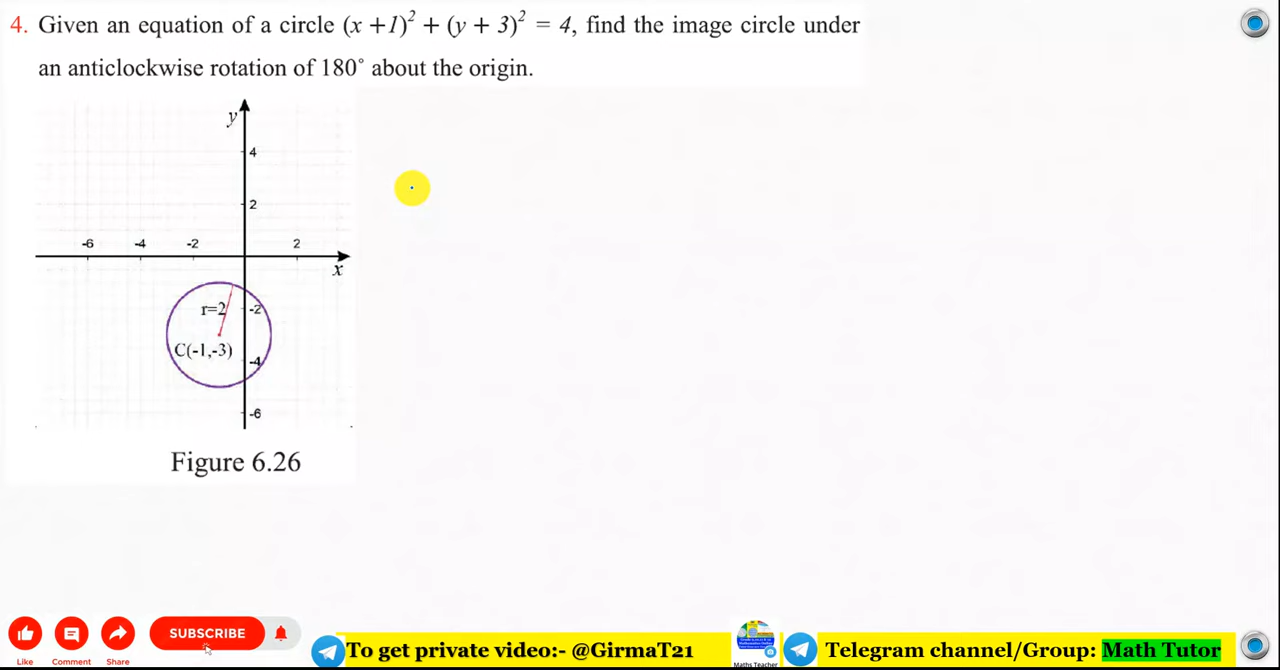 4. Given an equation of a circle (x +1)² + (y + 3)² = 4, find the image circle under
an anticlockwise rotation of 180° about the origin.
y
4
2
-6 -4 -2 2
x
r=2 -2
C(-1,-3)
-4
-6
Figure 6.26
SUBSCRIBE
Like Comment Share
To get private video:- @GirmaT21
Maths Teacher
Telegram channel/Group: Math Tutor